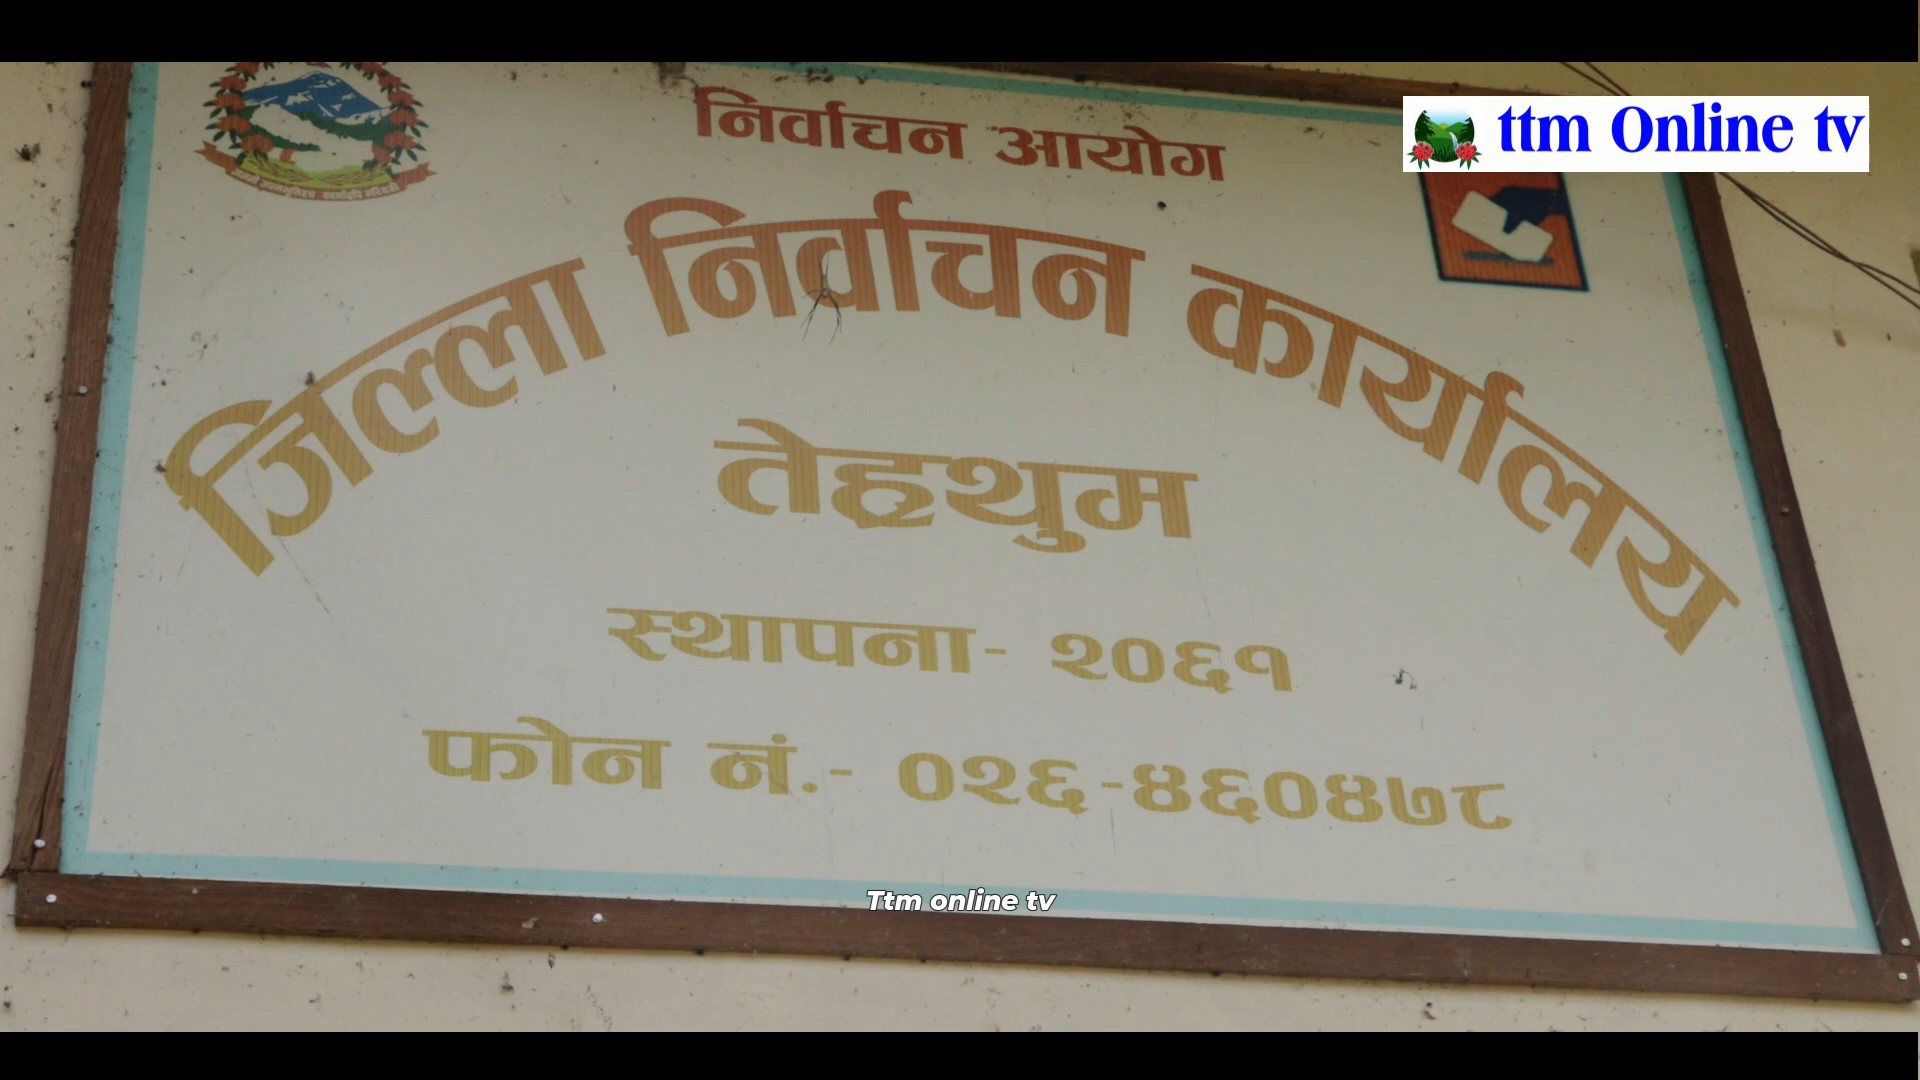 ttm Online tv
निर्वाचन आयोग
जिल्ला निर्वाचन कार्यालय
तेह्रथुम
स्थापना- २०६१
फोन नं.- ०२६-४६०४७८
Ttm online tv